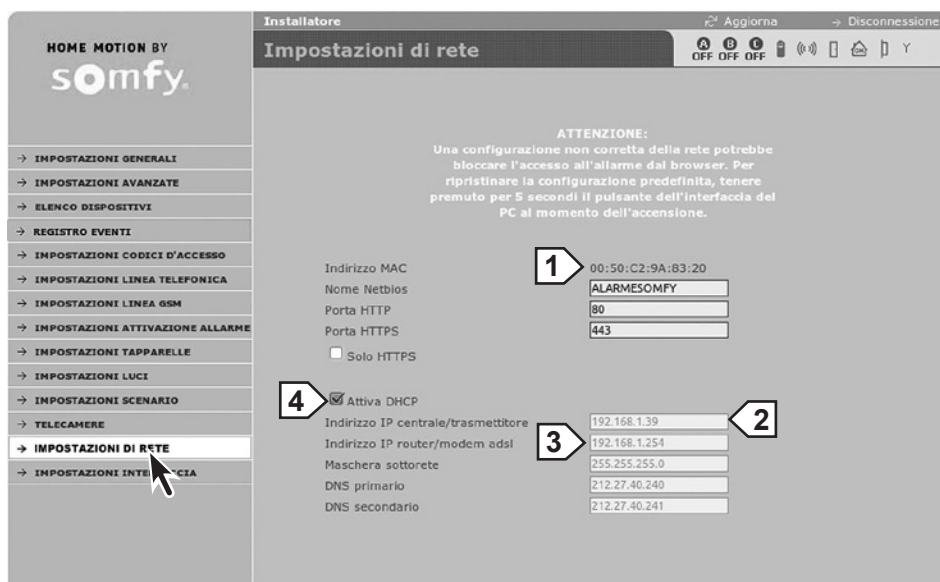 Installatore
Aggiorna
→ Disconnessione
HOME MOTION BY
somfy.
Impostazioni di rete
A B C
OFF OFF OFF
ATTENZIONE:
Una configurazione non corretta della rete potrebbe
bloccare l'accesso all'allarme dal browser. Per
ripristinare la configurazione predefinita, tenere
premuto per 5 secondi il pulsante dell'interfaccia del
PC al momento dell'accensione.
→ IMPOSTAZIONI GENERALI
→ IMPOSTAZIONI AVANZATE
→ ELENCO DISPOSITIVI
→ REGISTRO EVENTI
→ IMPOSTAZIONI CODICI D'ACCESSO
→ IMPOSTAZIONI LINEA TELEFONICA
→ IMPOSTAZIONI LINEA GSM
→ IMPOSTAZIONI ATTIVAZIONE ALLARME
→ IMPOSTAZIONI TAPPARELLE
→ IMPOSTAZIONI LUCI
→ IMPOSTAZIONI SCENARIO
→ TELECAMERE
→ IMPOSTAZIONI DI RETE
→ IMPOSTAZIONI
Indirizzo MAC 1 00:50:C2:9A:83:20
Nome Netbios ALARMESOMFY
Porta HTTP 80
Porta HTTPS 443
Solo HTTPS
4 Attiva DHCP
Indirizzo IP centrale/trasmettitore 192.168.1.39 2
Indirizzo IP router/modem adsl 3 192.168.1.254
Maschera sottorete 255.255.255.0
DNS primario 212.27.40.240
DNS secondario 212.27.40.241